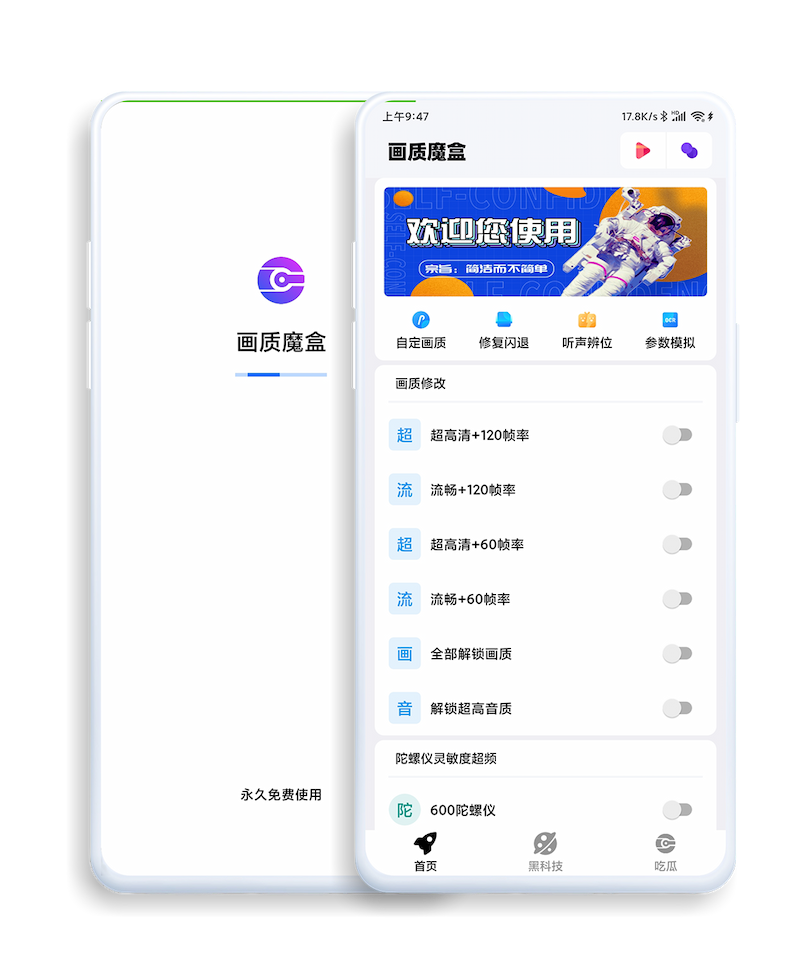 画质魔盒
永久免费使用
上午9:47
17.8K/s
画质魔盒
欢迎您使用
宗旨：简洁而不简单
自定画质
修复闪退
听声辨位
参数模拟
画质修改
超
超高清+120帧率
流
流畅+120帧率
超
超高清+60帧率
流
流畅+60帧率
画
全部解锁画质
音
解锁超高音质
陀螺仪灵敏度超频
陀
600陀螺仪
首页
黑科技
吃瓜